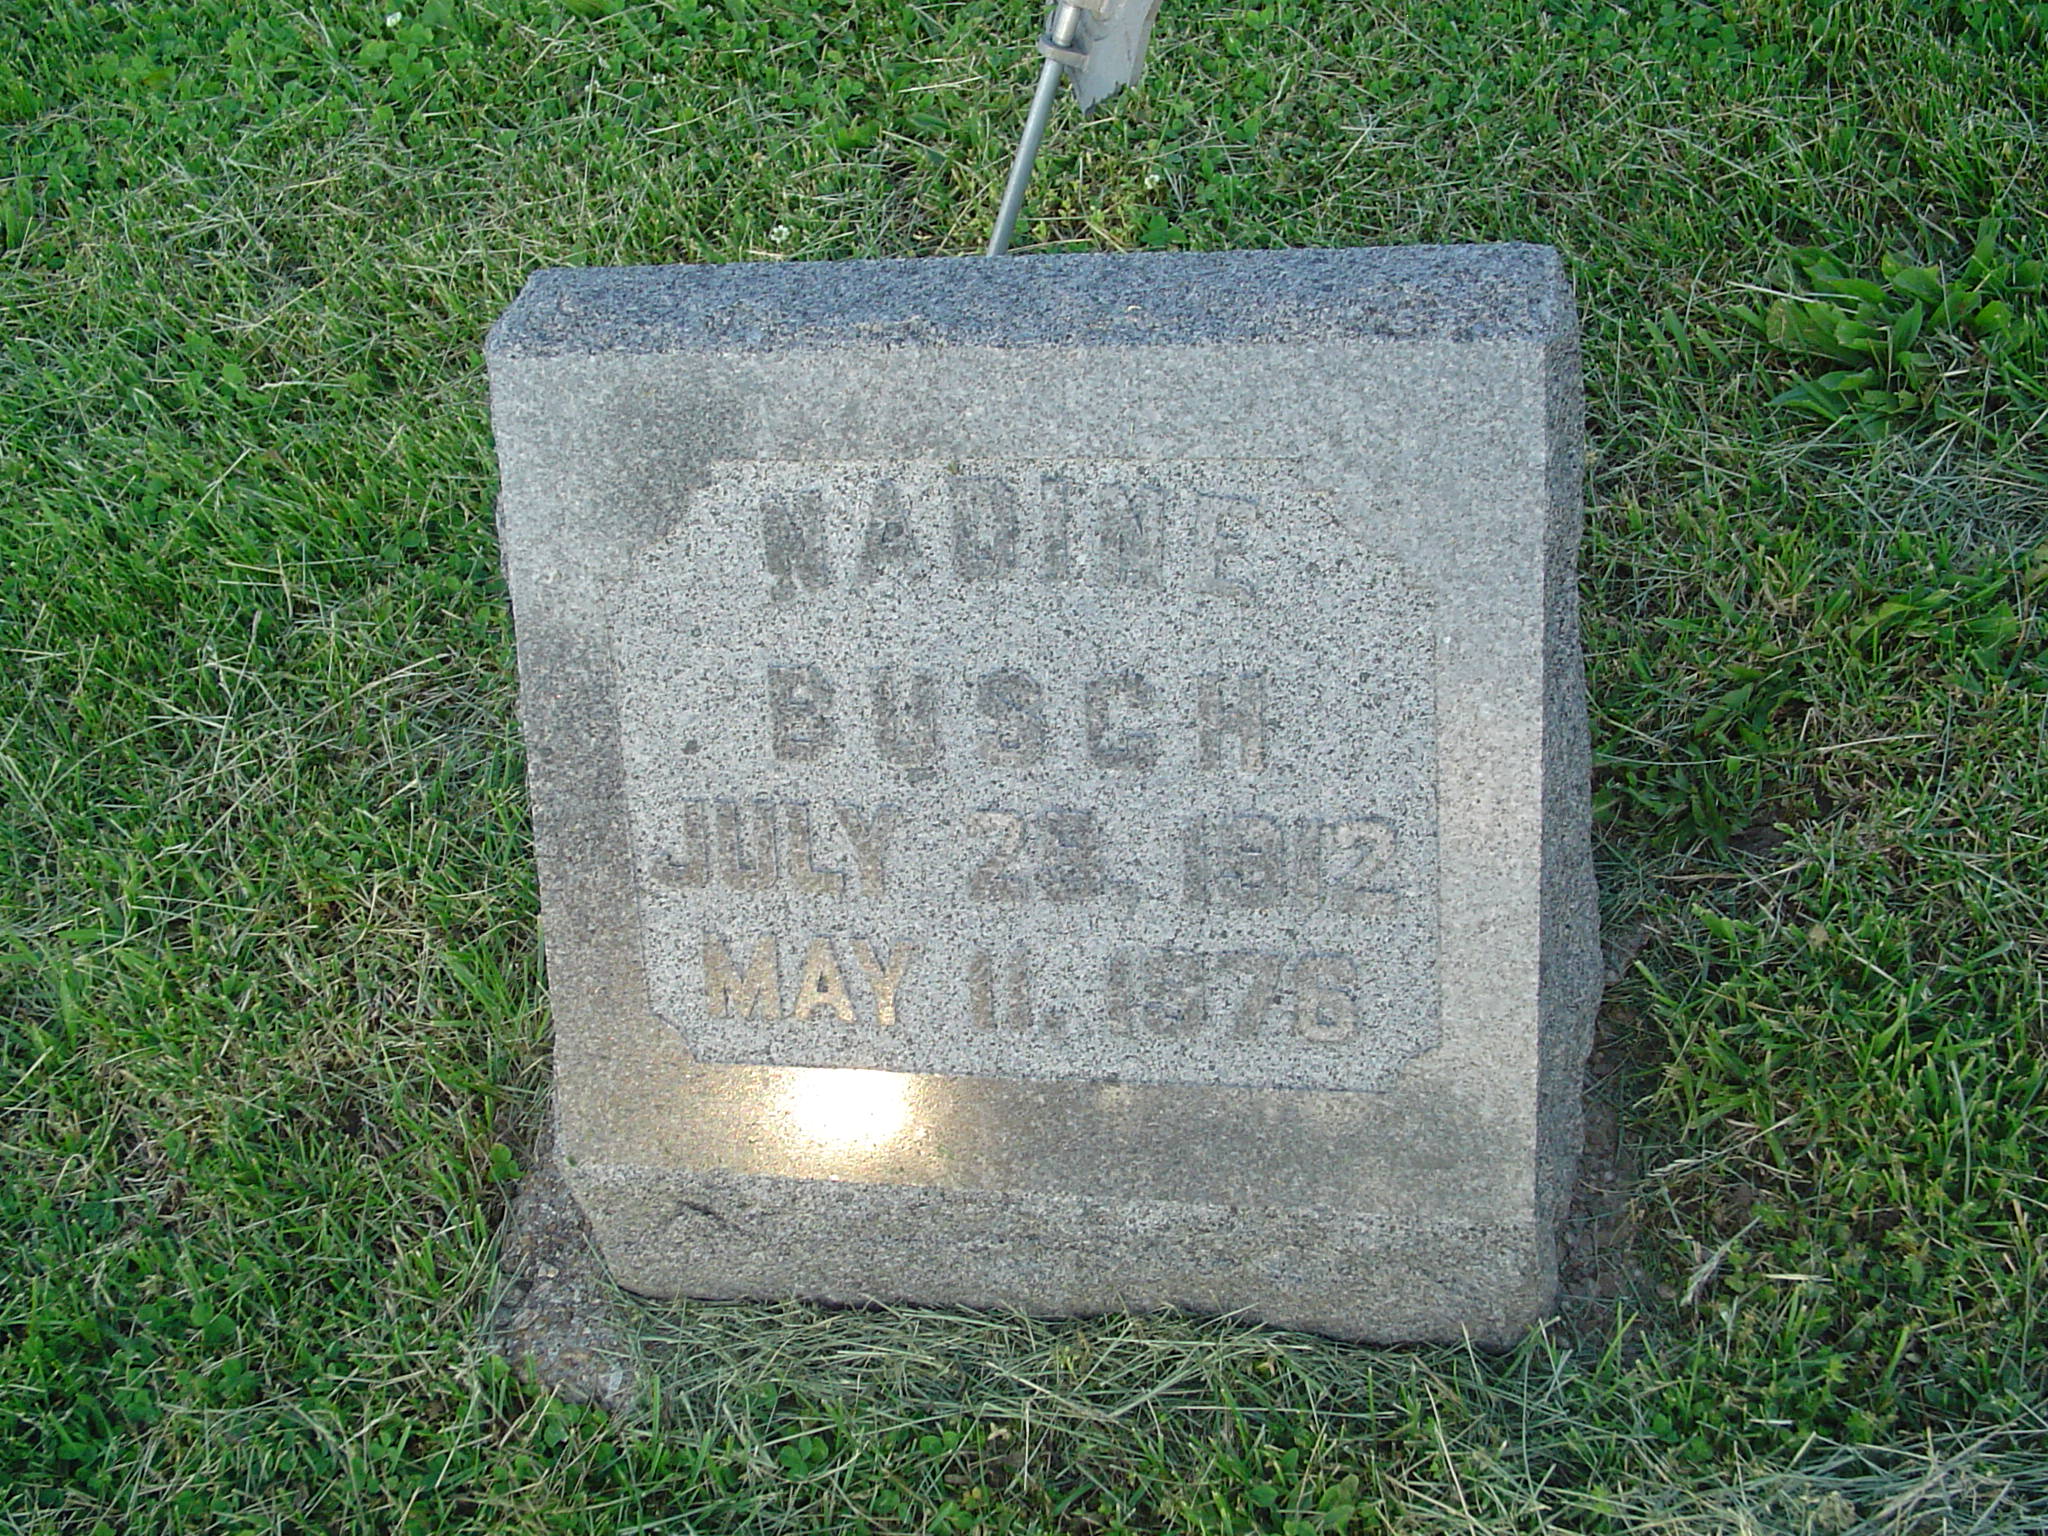 NADINE
BUSCH
JULY 23, 1912
MAY 11, 1976